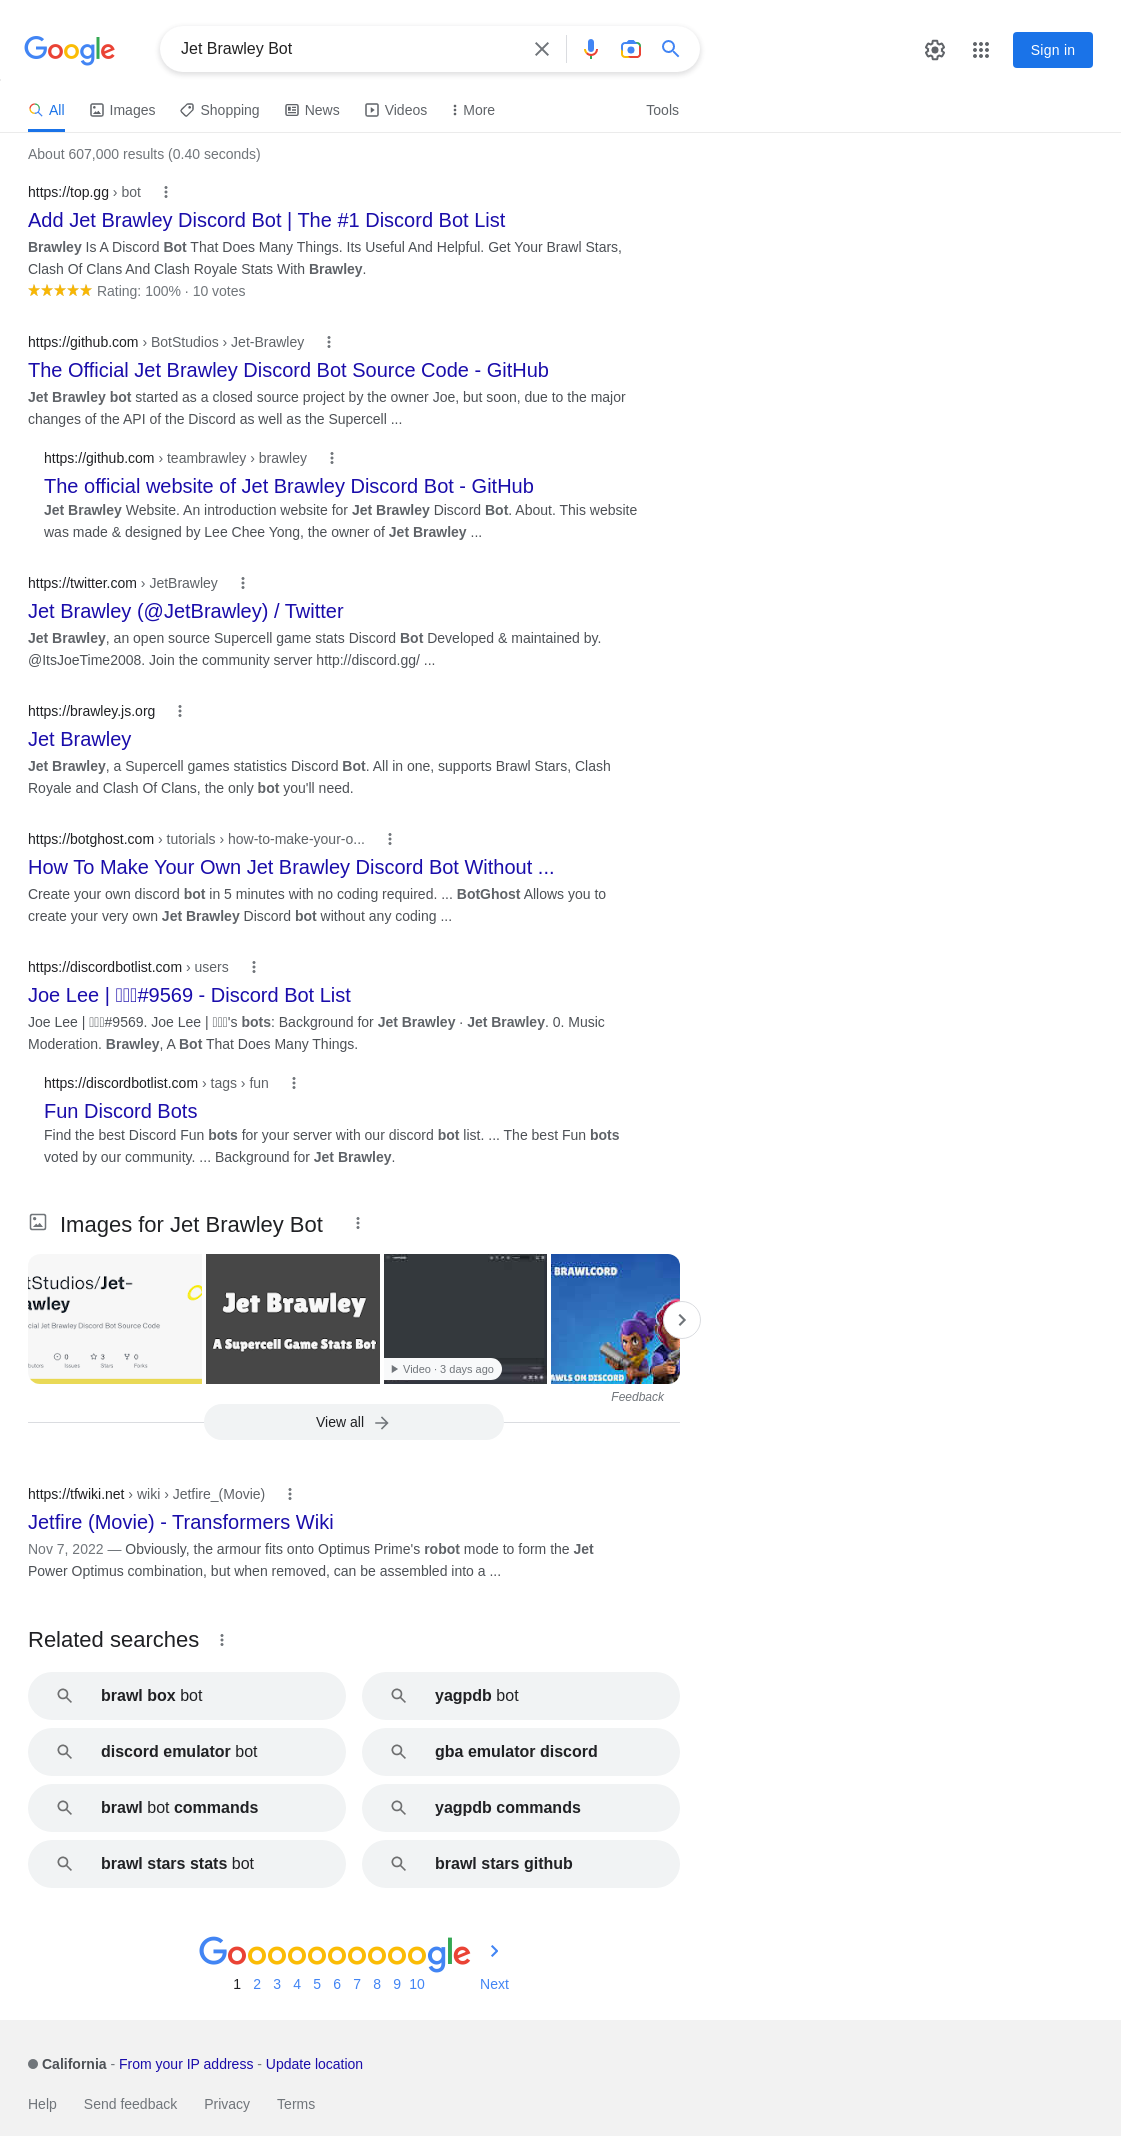 Google
Jet Brawley Bot
Sign in
All Images Shopping News Videos More Tools
About 607,000 results (0.40 seconds)
https://top.gg › bot
Add Jet Brawley Discord Bot | The #1 Discord Bot List
Brawley Is A Discord Bot That Does Many Things. Its Useful And Helpful. Get Your Brawl Stars,
Clash Of Clans And Clash Royale Stats With Brawley.
Rating: 100% · 10 votes
https://github.com › BotStudios › Jet-Brawley
The Official Jet Brawley Discord Bot Source Code - GitHub
Jet Brawley bot started as a closed source project by the owner Joe, but soon, due to the major
changes of the API of the Discord as well as the Supercell ...
https://github.com › teambrawley › brawley
The official website of Jet Brawley Discord Bot - GitHub
Jet Brawley Website. An introduction website for Jet Brawley Discord Bot. About. This website
was made & designed by Lee Chee Yong, the owner of Jet Brawley ...
https://twitter.com › JetBrawley
Jet Brawley (@JetBrawley) / Twitter
Jet Brawley, an open source Supercell game stats Discord Bot Developed & maintained by.
@ItsJoeTime2008. Join the community server http://discord.gg/ ...
https://brawley.js.org
Jet Brawley
Jet Brawley, a Supercell games statistics Discord Bot. All in one, supports Brawl Stars, Clash
Royale and Clash Of Clans, the only bot you'll need.
https://botghost.com › tutorials › how-to-make-your-o...
How To Make Your Own Jet Brawley Discord Bot Without ...
Create your own discord bot in 5 minutes with no coding required. ... BotGhost Allows you to
create your very own Jet Brawley Discord bot without any coding ...
https://discordbotlist.com › users
Joe Lee | #9569 - Discord Bot List
Joe Lee | #9569. Joe Lee | 's bots: Background for Jet Brawley · Jet Brawley. 0. Music
Moderation. Brawley, A Bot That Does Many Things.
https://discordbotlist.com › tags › fun
Fun Discord Bots
Find the best Discord Fun bots for your server with our discord bot list. ... The best Fun bots
voted by our community. ... Background for Jet Brawley.
Images for Jet Brawley Bot
tStudios/Jet-
awley
cial Jet Brawley Discord Bot Source Code
0 3 0
Issues Stars Forks
Jet Brawley
A Supercell Game Stats Bot
Video · 3 days ago
BRAWLCORD
AWLS ON DISCORD
Feedback
View all
https://tfwiki.net › wiki › Jetfire_(Movie)
Jetfire (Movie) - Transformers Wiki
Nov 7, 2022 — Obviously, the armour fits onto Optimus Prime's robot mode to form the Jet
Power Optimus combination, but when removed, can be assembled into a ...
Related searches
brawl box bot
yagpdb bot
discord emulator bot
gba emulator discord
brawl bot commands
yagpdb commands
brawl stars stats bot
brawl stars github
Goooooooooogle
1 2 3 4 5 6 7 8 9 10 Next
California - From your IP address - Update location
Help Send feedback Privacy Terms